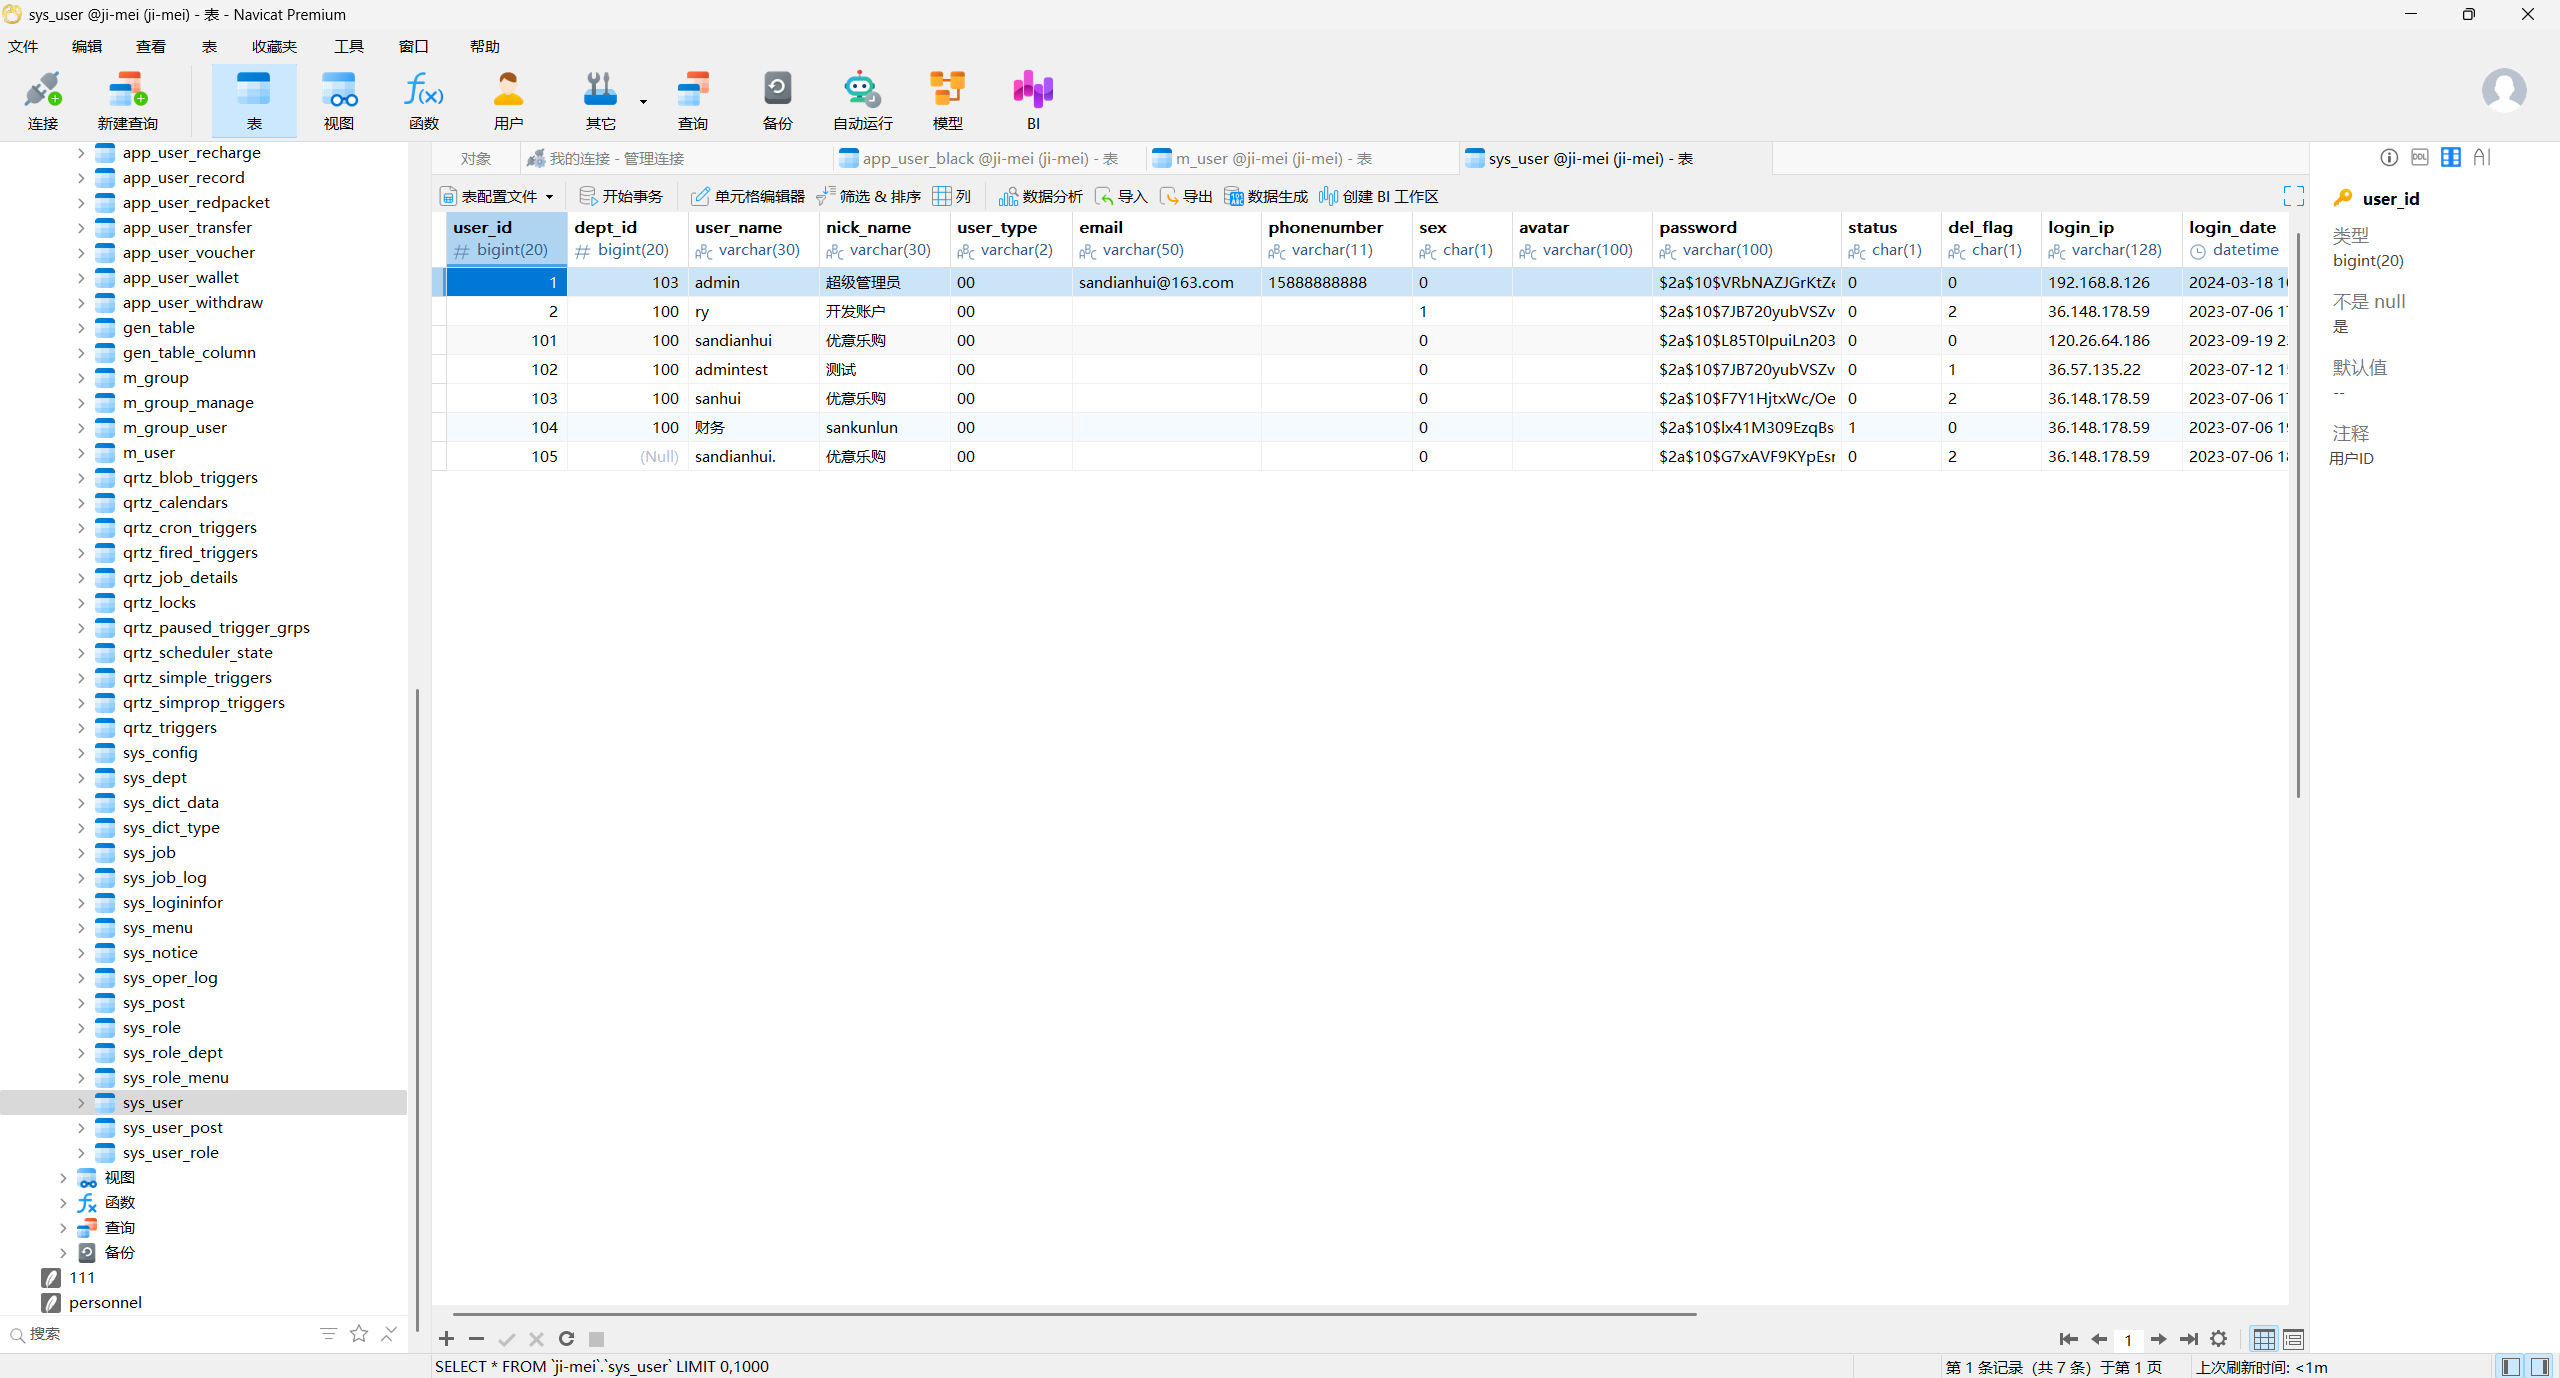 sys_user @ji-mei (ji-mei) - 表 - Navicat Premium
文件 编辑 查看 表 收藏夹 工具 窗口 帮助
连接 新建查询 表 视图 函数 用户 其它 查询 备份 自动运行 模型 BI
app_user_recharge
app_user_record
app_user_redpacket
app_user_transfer
app_user_voucher
app_user_wallet
app_user_withdraw
gen_table
gen_table_column
m_group
m_group_manage
m_group_user
m_user
qrtz_blob_triggers
qrtz_calendars
qrtz_cron_triggers
qrtz_fired_triggers
qrtz_job_details
qrtz_locks
qrtz_paused_trigger_grps
qrtz_scheduler_state
qrtz_simple_triggers
qrtz_simprop_triggers
qrtz_triggers
sys_config
sys_dept
sys_dict_data
sys_dict_type
sys_job
sys_job_log
sys_logininfor
sys_menu
sys_notice
sys_oper_log
sys_post
sys_role
sys_role_dept
sys_role_menu
sys_user
sys_user_post
sys_user_role
视图
函数
查询
备份
111
personnel
搜索
对象 我的连接 - 管理连接 app_user_black @ji-mei (ji-mei) - 表 m_user @ji-mei (ji-mei) - 表 sys_user @ji-mei (ji-mei) - 表
表配置文件 开始事务 单元格编辑器 筛选 & 排序 列 数据分析 导入 导出 数据生成 创建 BI 工作区
user_id dept_id user_name nick_name user_type email phonenumber sex avatar password status del_flag login_ip login_date
# bigint(20) # bigint(20) varchar(30) varchar(30) varchar(2) varchar(50) varchar(11) char(1) varchar(100) varchar(100) char(1) char(1) varchar(128) datetime
1 103 admin 超级管理员 00 sandianhui@163.com 15888888888 0 $2a$10$VRbNAZJGrKtZe 0 0 192.168.8.126 2024-03-18 1
2 100 ry 开发账户 00 1 $2a$10$7JB720yubVSZv 0 2 36.148.178.59 2023-07-06 1
101 100 sandianhui 优意乐购 00 0 $2a$10$L85T0IpuiLn203 0 0 120.26.64.186 2023-09-19 2
102 100 admintest 测试 00 0 $2a$10$7JB720yubVSZv 0 1 36.57.135.22 2023-07-12 1
103 100 sanhui 优意乐购 00 0 $2a$10$F7Y1HjtxWc/Oe 0 2 36.148.178.59 2023-07-06 1
104 100 财务 sankunlun 00 0 $2a$10$lx41M309EzqBs 1 0 36.148.178.59 2023-07-06 1
105 (Null) sandianhui. 优意乐购 00 0 $2a$10$G7xAVF9KYpEsr 0 2 36.148.178.59 2023-07-06 1
user_id
类型
bigint(20)
不是 null
是
默认值
--
注释
用户ID
1
SELECT * FROM `ji-mei`.`sys_user` LIMIT 0,1000
第 1 条记录 (共 7 条) 于第 1 页 上次刷新时间: <1m